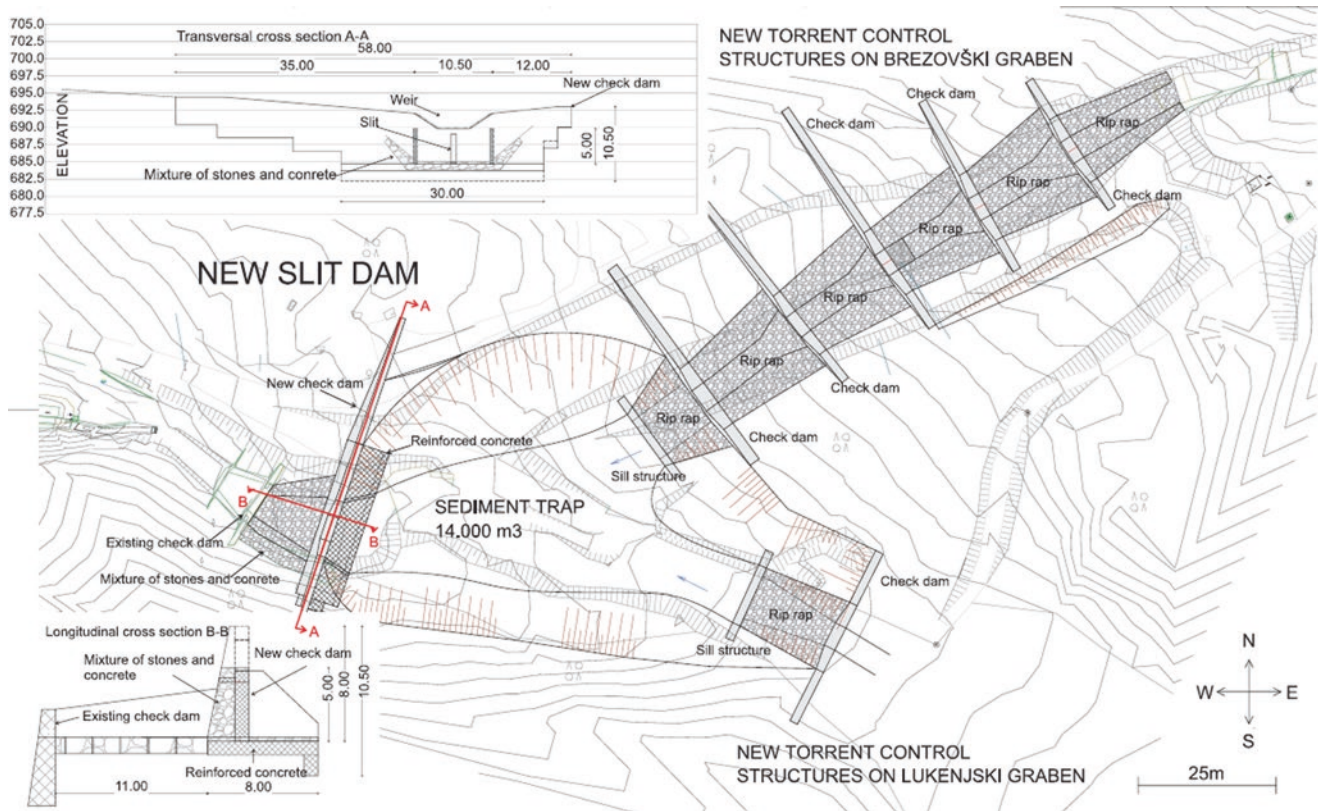 705.0
702.5
700.0
697.5
695.0
692.5
690.0
687.5
685.0
682.5
680.0
677.5
ELEVATION
Transversal cross section A-A
58.00
35.00
10.50
12.00
New check dam
Weir
Slit
5.00
10.50
Mixture of stones and conrete
30.00
NEW TORRENT CONTROL
STRUCTURES ON BREZOVŠKI GRABEN
Check dam
Check dam
Rip rap
Check dam
Rip rap
Rip rap
Rip rap
Check dam
Rip rap
Check dam
Rip rap
Check dam
Sill structure
NEW SLIT DAM
A
New check dam
Reinforced concrete
B
SEDIMENT TRAP
14.000 m3
B
Existing check dam
Mixture of stones and conrete
A
Check dam
Rip rap
Sill structure
Longitudinal cross section B-B
Mixture of stones and
concrete
New check dam
Existing check dam
5.00
8.00
10.50
Reinforced concrete
11.00
8.00
NEW TORRENT CONTROL
STRUCTURES ON LUKENJSKI GRABEN
N
W
E
S
25m